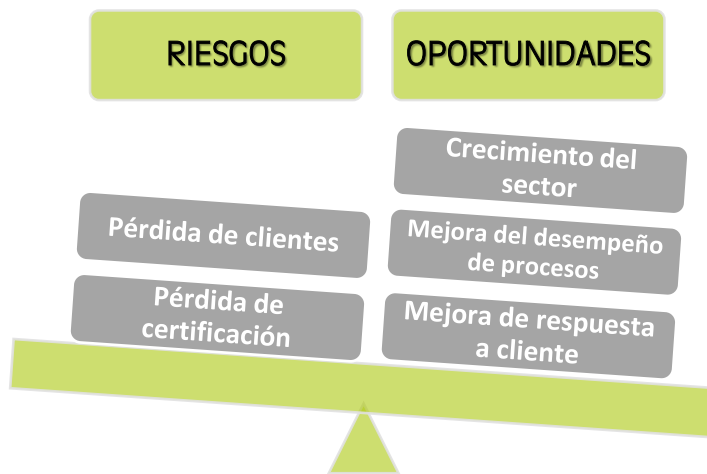 RIESGOS
OPORTUNIDADES
Crecimiento del
sector
Pérdida de clientes
Mejora del desempeño
de procesos
Pérdida de
certificación
Mejora de respuesta
a cliente